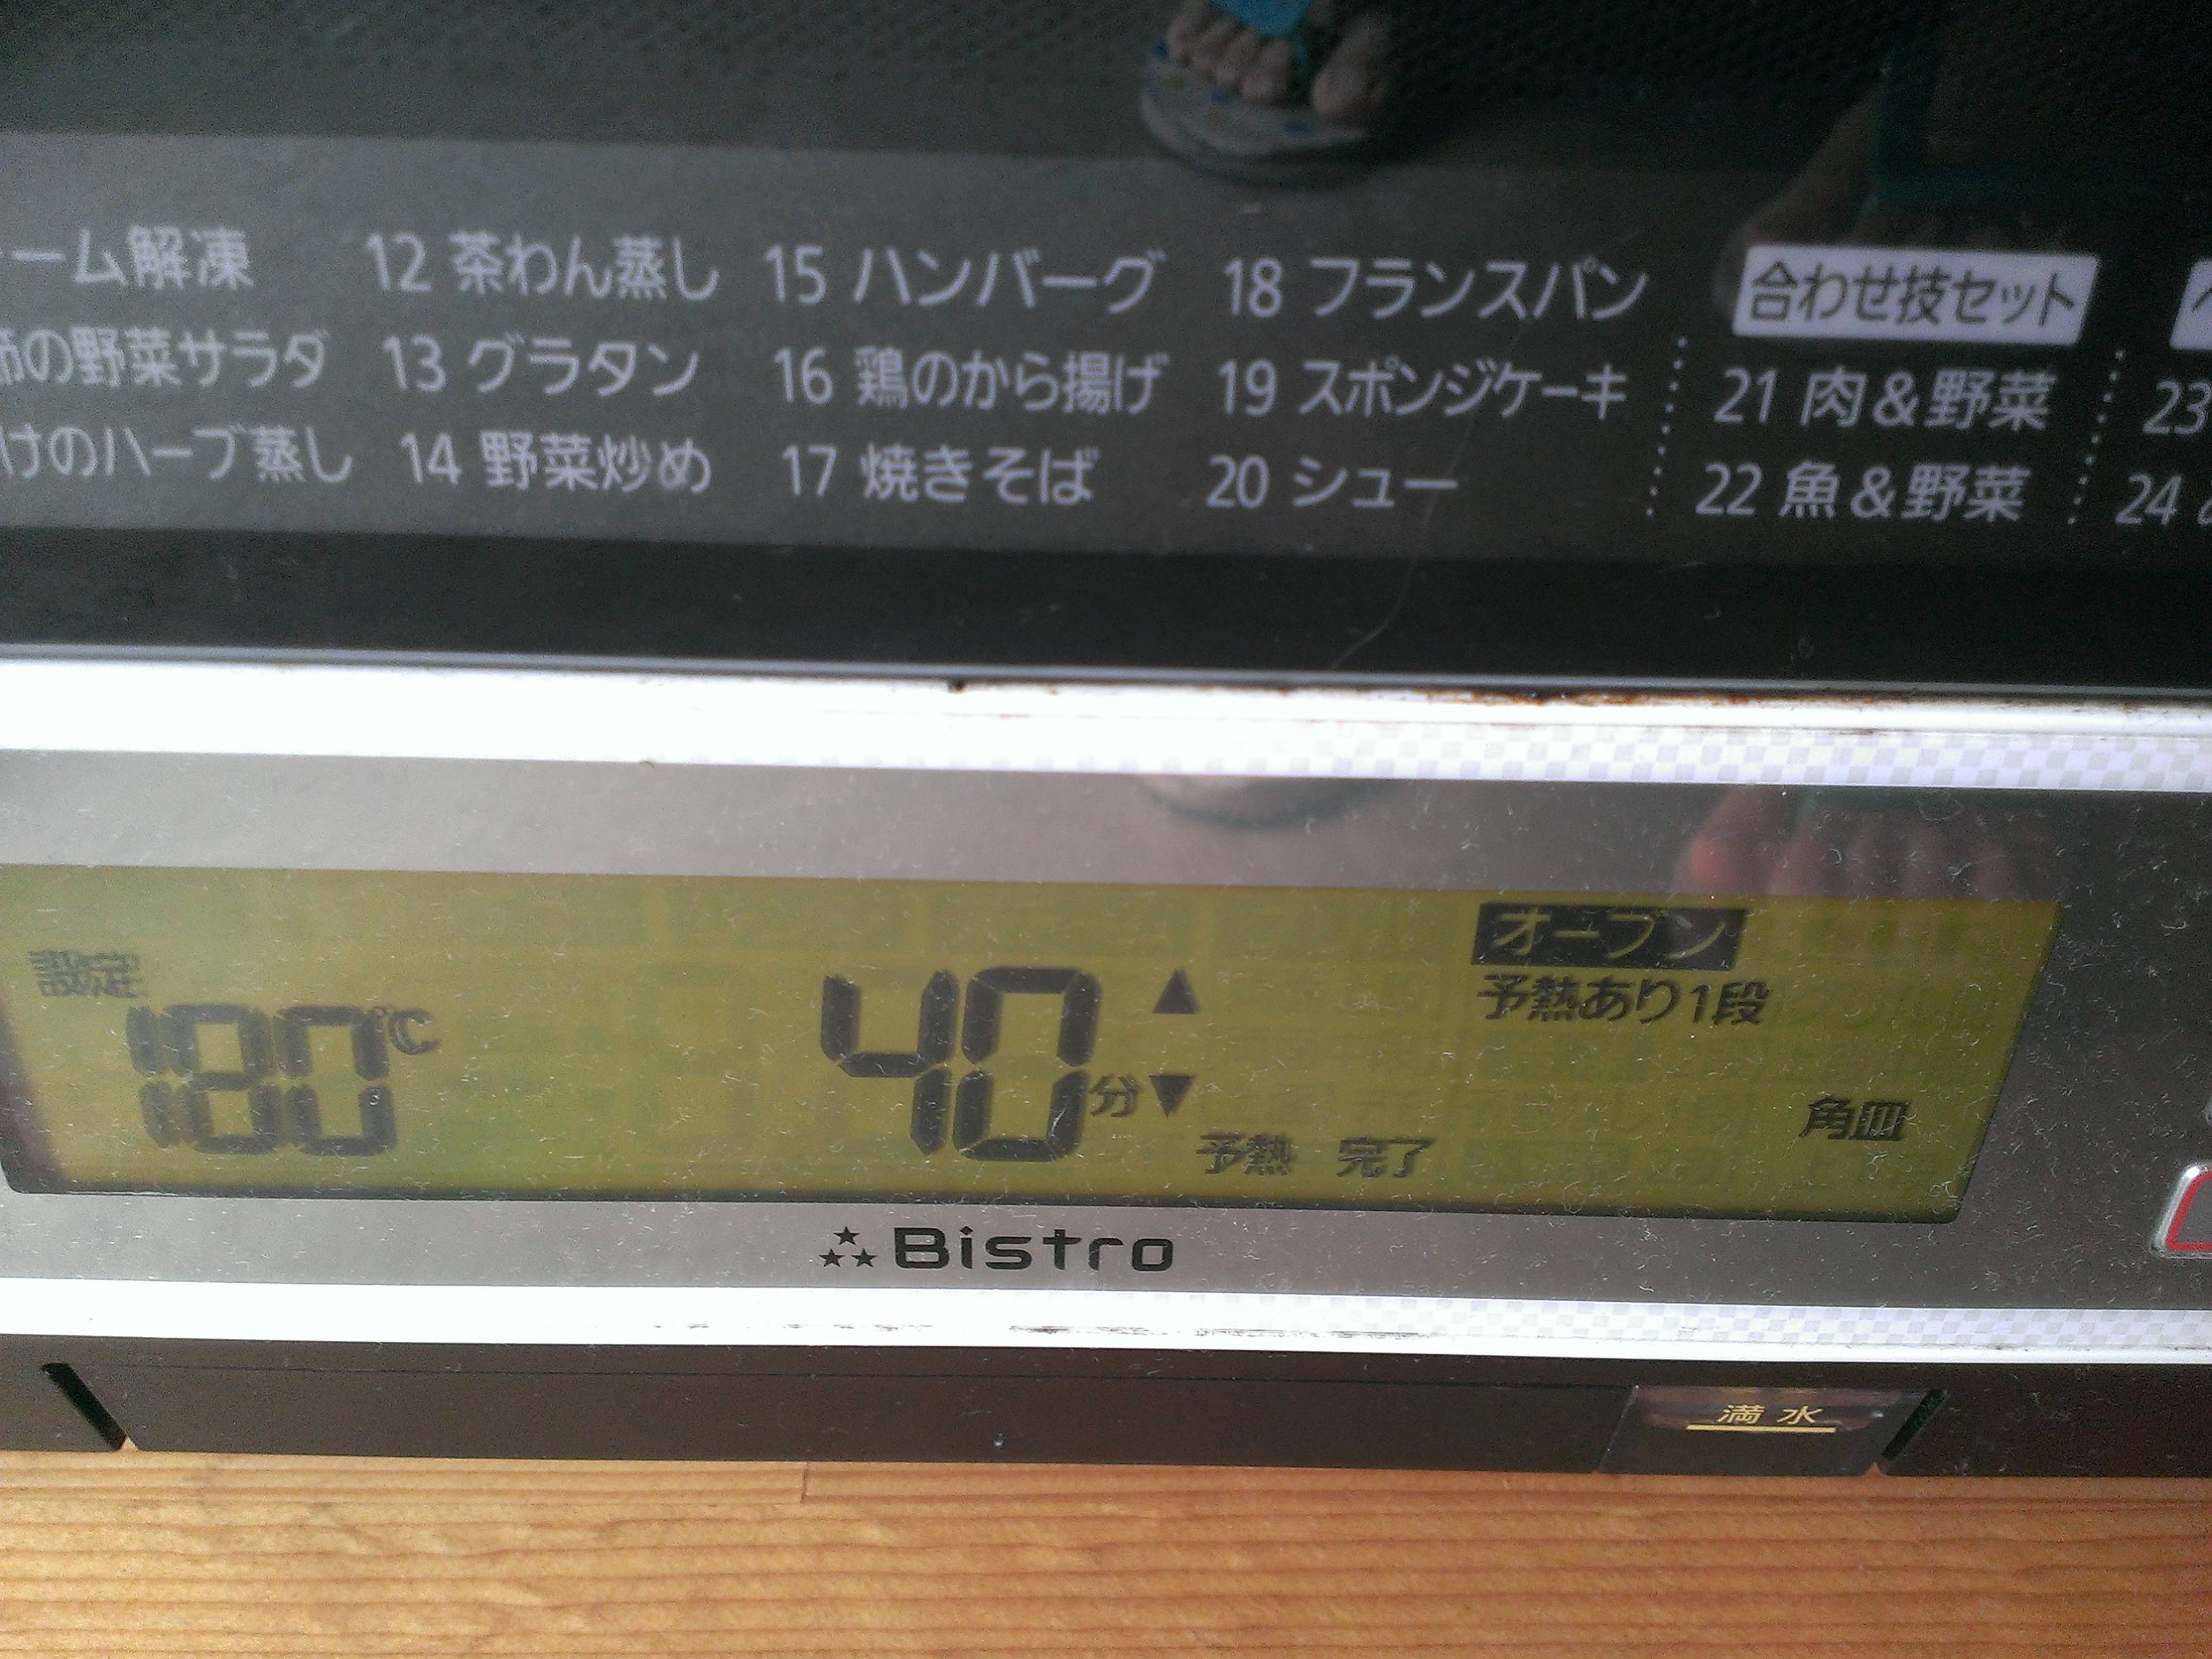 ーム解凍 12 茶わん蒸し 15 ハンバーグ 18 フランスパン 合わせ技セット
の野菜サラダ 13 グラタン 16 鶏のから揚げ 19 スポンジケーキ 21 肉&野菜 23
けのハーブ蒸し 14 野菜炒め 17 焼きそば 20 シュー 22 魚&野菜 24
オーブン
設定 180℃ 40分 ▲ ▼ 予熱あり1段
予熱 完了 角皿
Bistro
満水